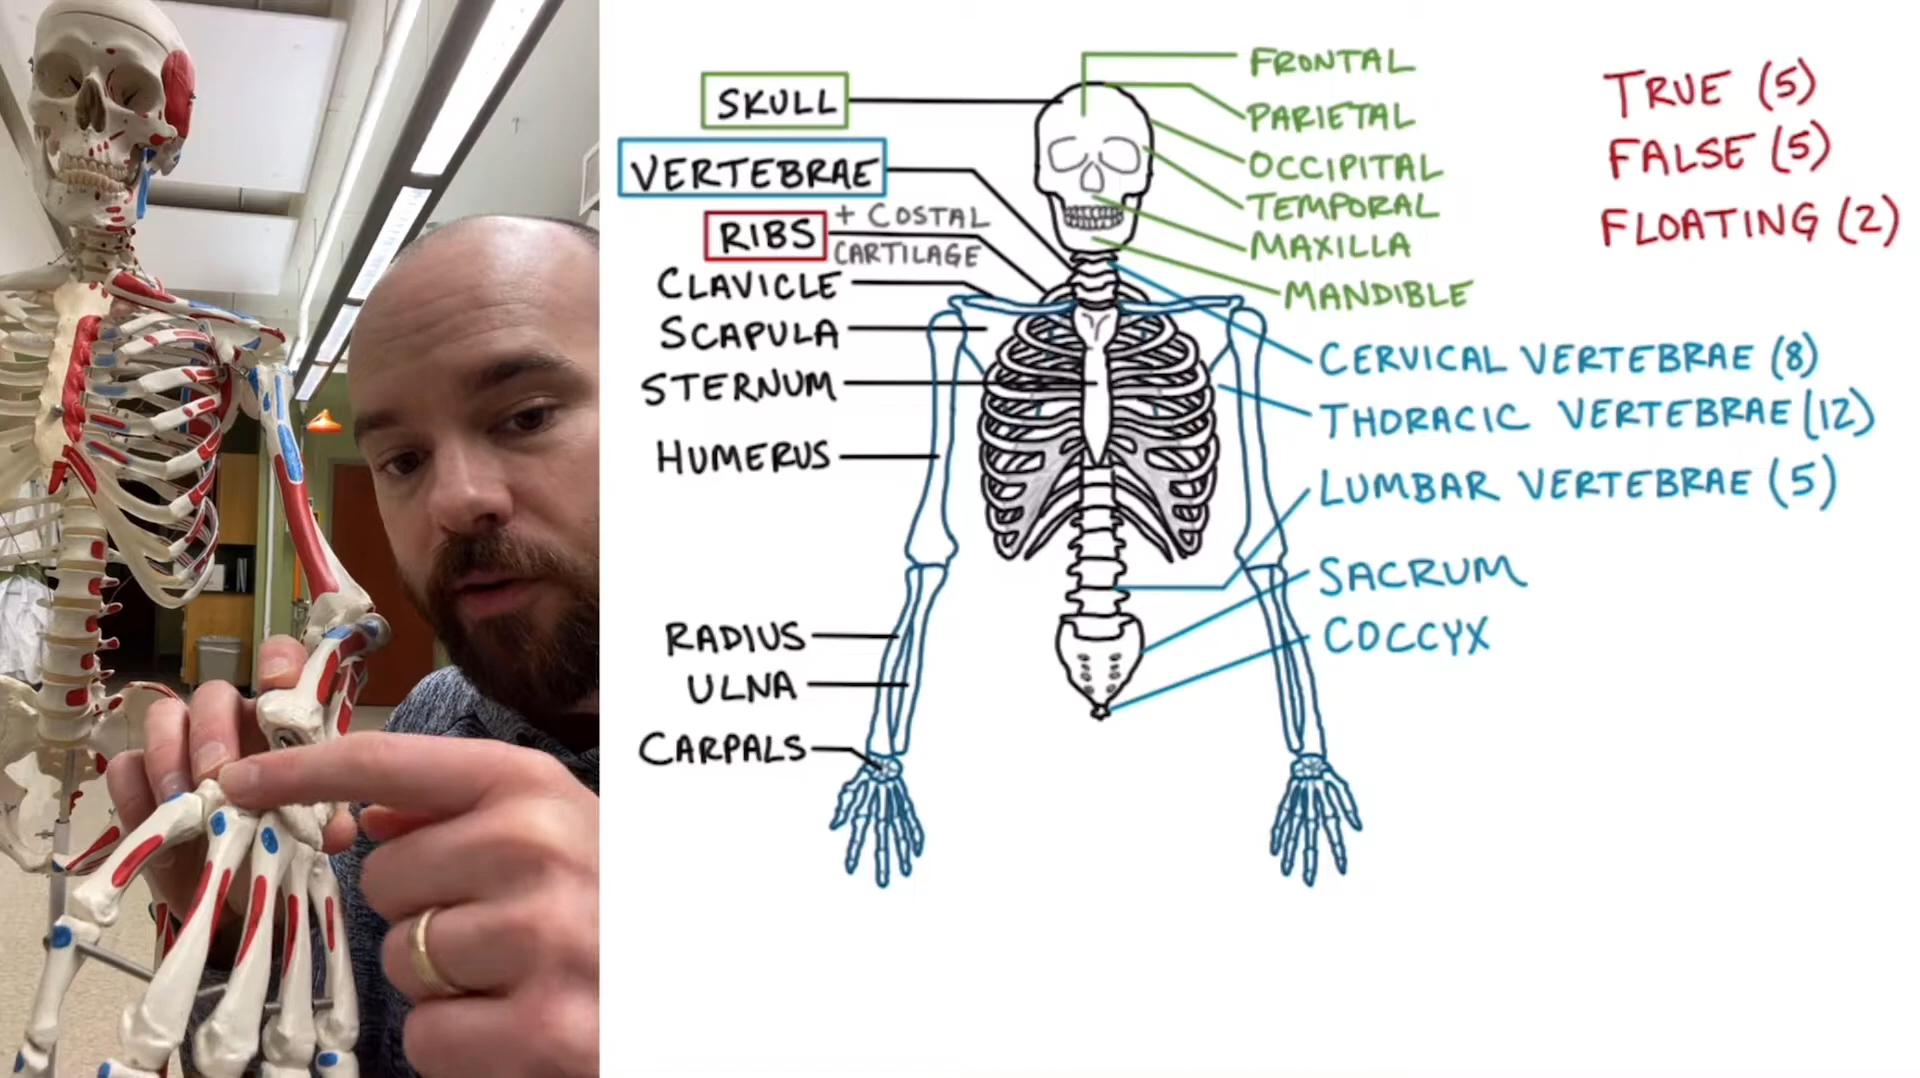 SKULL
VERTEBRAE
RIBS + COSTAL
CARTILAGE
CLAVICLE
SCAPULA
STERNUM
HUMERUS
RADIUS
ULNA
CARPALS
FRONTAL
PARIETAL
OCCIPITAL
TEMPORAL
MAXILLA
MANDIBLE
CERVICAL VERTEBRAE (8)
THORACIC VERTEBRAE (12)
LUMBAR VERTEBRAE (5)
SACRUM
COCCYX
TRUE (5)
FALSE (5)
FLOATING (2)